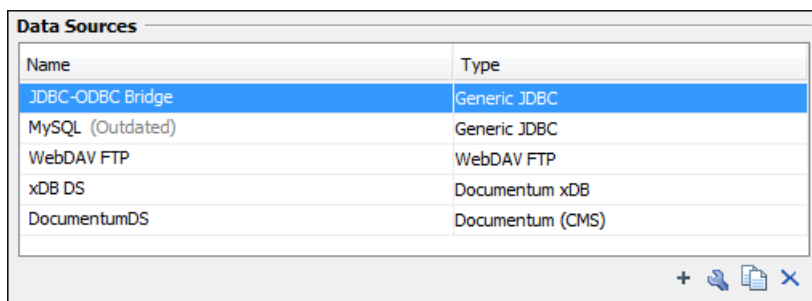 Data Sources
Name Type
JDBC-ODBC Bridge Generic JDBC
MySQL (Outdated) Generic JDBC
WebDAV FTP WebDAV FTP
xDB DS Documentum xDB
DocumentumDS Documentum (CMS)